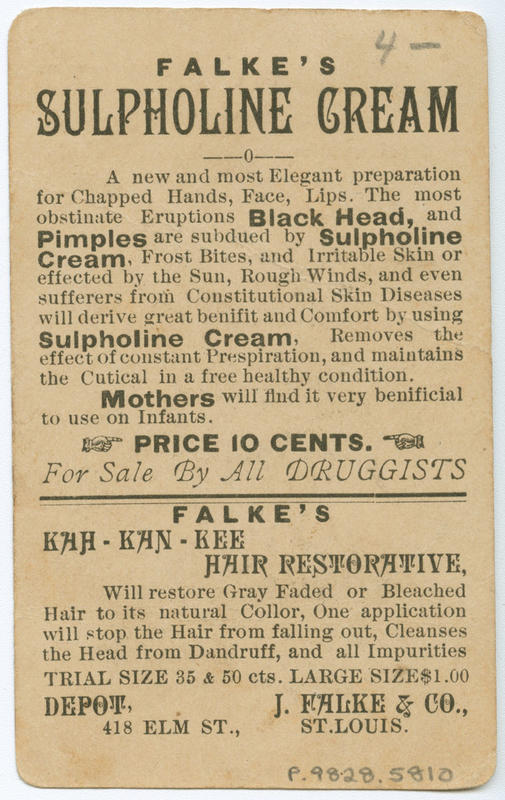 4 —
FALKE'S
SULPHOLINE CREAM
——0——
A new and most Elegant preparation
for Chapped Hands, Face, Lips. The most
obstinate Eruptions Black Head, and
Pimples are subdued by Sulpholine
Cream, Frost Bites, and Irritable Skin or
effected by the Sun, Rough Winds, and even
sufferers from Constitutional Skin Diseases
will derive great benifit and Comfort by using
Sulpholine Cream, Removes the
effect of constant Prespiration, and maintains
the Cutical in a free healthy condition.
Mothers will find it very benificial
to use on Infants.
PRICE 10 CENTS.
For Sale By All DRUGGISTS
FALKE'S
KAH - KAN - KEE
HAIR RESTORATIVE,
Will restore Gray Faded or Bleached
Hair to its natural Collor, One application
will stop the Hair from falling out, Cleanses
the Head from Dandruff, and all Impurities
TRIAL SIZE 35 & 50 cts. LARGE SIZE $1.00
DEPOT, J. FALKE & CO.,
418 ELM ST., ST. LOUIS.
P.9828.5810